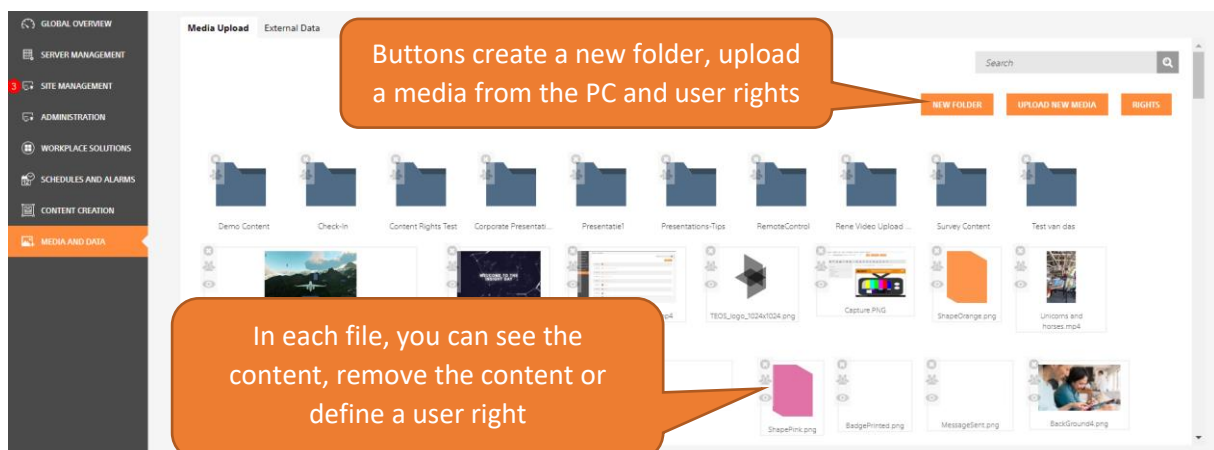 GLOBAL OVERVIEW
SERVER MANAGEMENT
3
SITE MANAGEMENT
ADMINISTRATION
WORKPLACE SOLUTIONS
SCHEDULES AND ALARMS
CONTENT CREATION
MEDIA AND DATA
Media Upload External Data
Buttons create a new folder, upload
a media from the PC and user rights
Search
NEW FOLDER UPLOAD NEW MEDIA RIGHTS
Demo Content Check-In Content Rights Test Corporate Presentati... Presentatie1 Presentations-Tips RemoteControl Rene Video Upload ... Survey Content Test van das
WELCOME TO THE
INSIGHT DAY
TEOS_logo_1024x1024.png Capture.PNG ShapeOrange.png Unicorns and
horses.mp4
In each file, you can see the
content, remove the content or
define a user right
ShapePink.png BadgePrinted.png MessageSent.png BackGround4.png